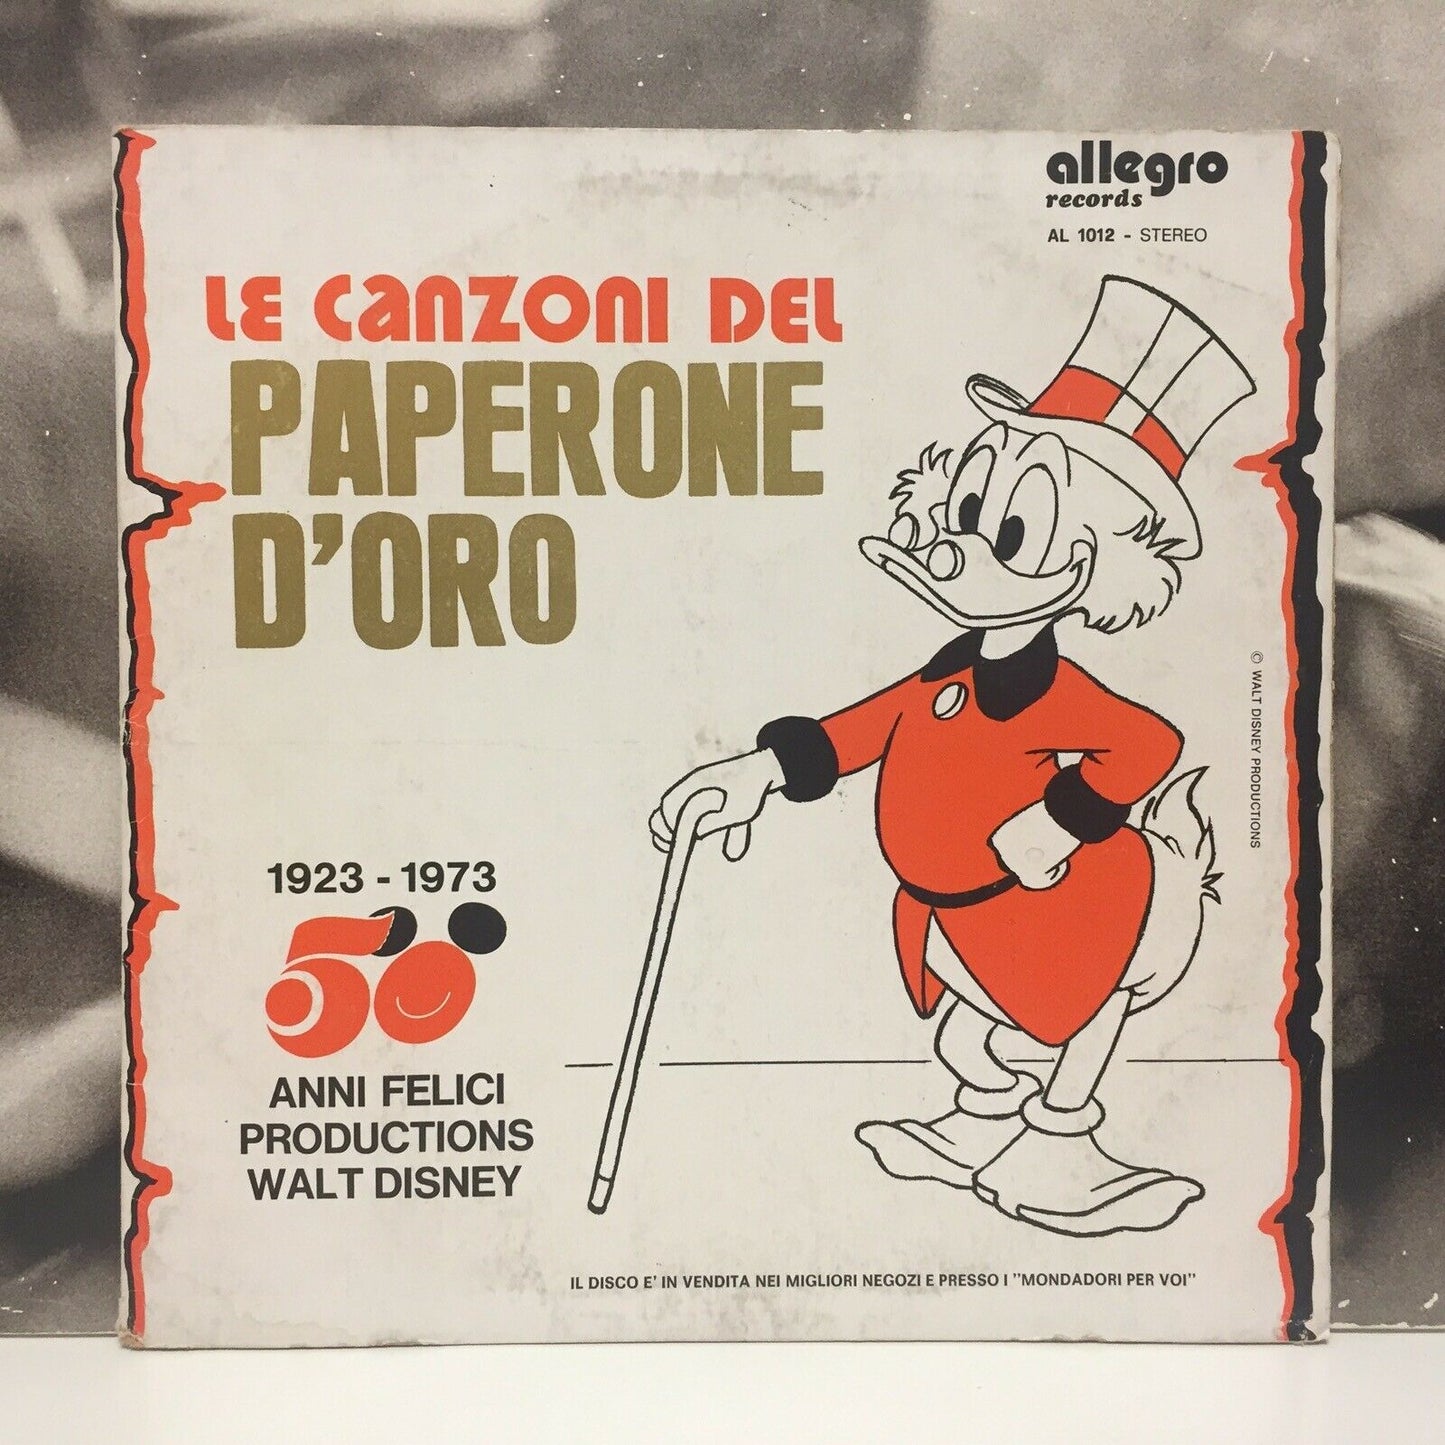 allegro
records
AL 1012 - STEREO
LE CANZONI DEL
PAPERONE
D'ORO
© WALT DISNEY PRODUCTIONS
1923 - 1973
50
ANNI FELICI
PRODUCTIONS
WALT DISNEY
IL DISCO E' IN VENDITA NEI MIGLIORI NEGOZI E PRESSO I "MONDADORI PER VOI"